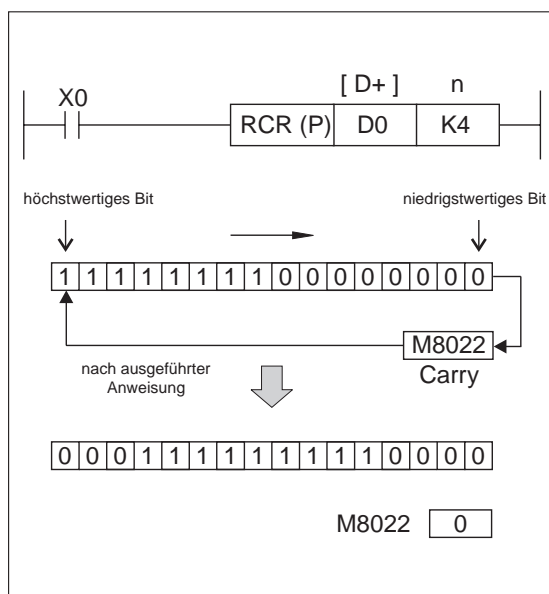 [ D+ ] n
X0
RCR (P) D0 K4
höchstwertiges Bit niedrigstwertiges Bit
1 1 1 1 1 1 1 1 0 0 0 0 0 0 0 0
M8022
Carry
nach ausgeführter
Anweisung
0 0 0 1 1 1 1 1 1 1 1 1 0 0 0 0
M8022 0